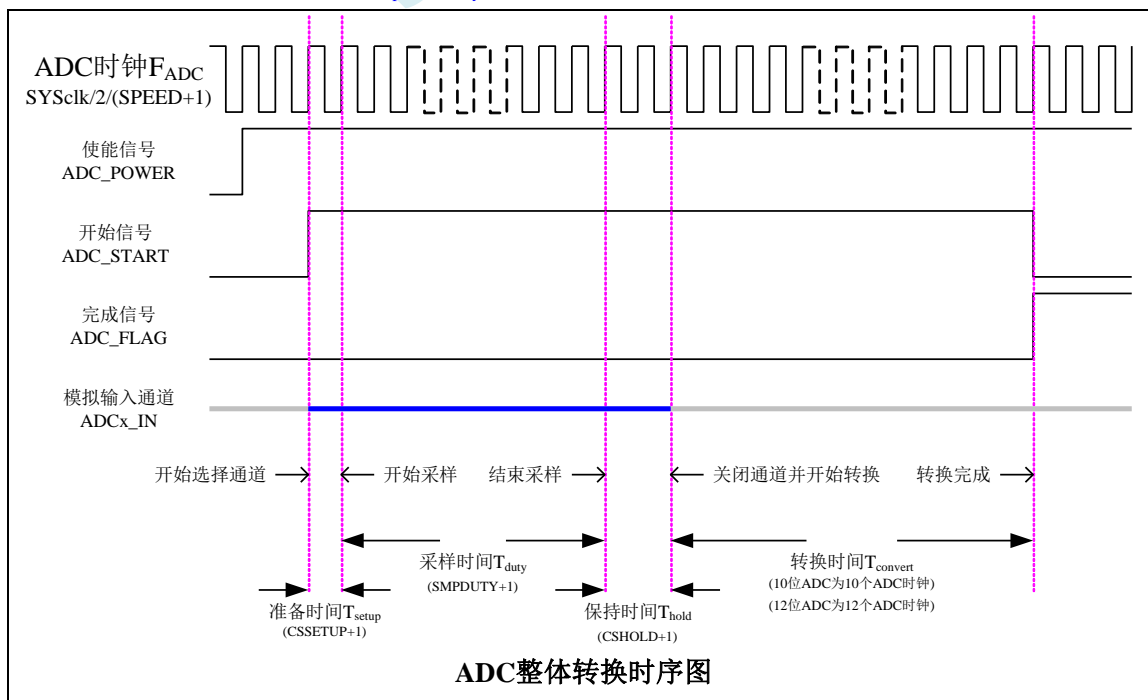 ADC时钟FADC
SYSclk/2/(SPEED+1)
使能信号
ADC_POWER
开始信号
ADC_START
完成信号
ADC_FLAG
模拟输入通道
ADCx_IN
开始选择通道
开始采样
结束采样
关闭通道并开始转换
转换完成
采样时间Tduty
(SMPDUTY+1)
转换时间Tconvert
(10位ADC为10个ADC时钟)
(12位ADC为12个ADC时钟)
准备时间Tsetup
(CSSETUP+1)
保持时间Thold
(CSHOLD+1)
ADC整体转换时序图